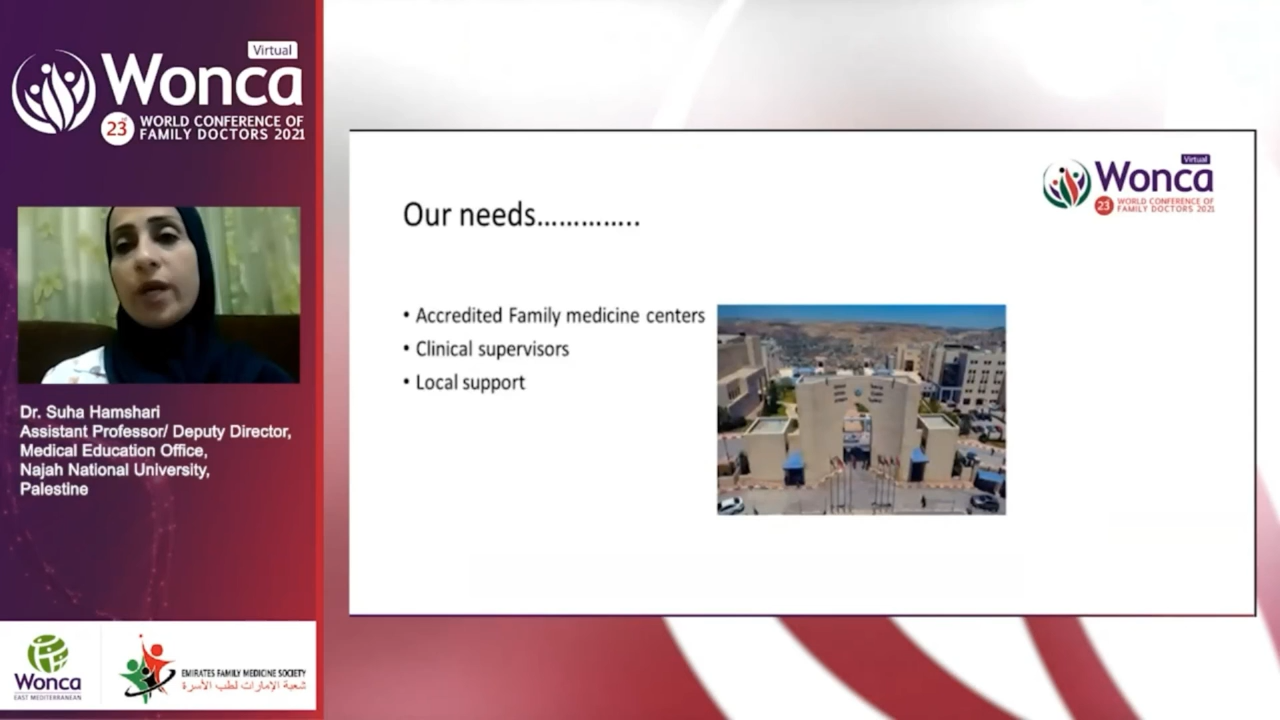 Virtual
Wonca
23rd WORLD CONFERENCE OF
FAMILY DOCTORS 2021
Dr. Suha Hamshari
Assistant Professor/ Deputy Director,
Medical Education Office,
Najah National University,
Palestine
Wonca
EAST MEDITERRANEAN
EMIRATES FAMILY MEDICINE SOCIETY
شعبة الإمارات لطب الأسرة
Virtual
Wonca
23 WORLD CONFERENCE OF
FAMILY DOCTORS 2021
Our needs…………..
• Accredited Family medicine centers
• Clinical supervisors
• Local support